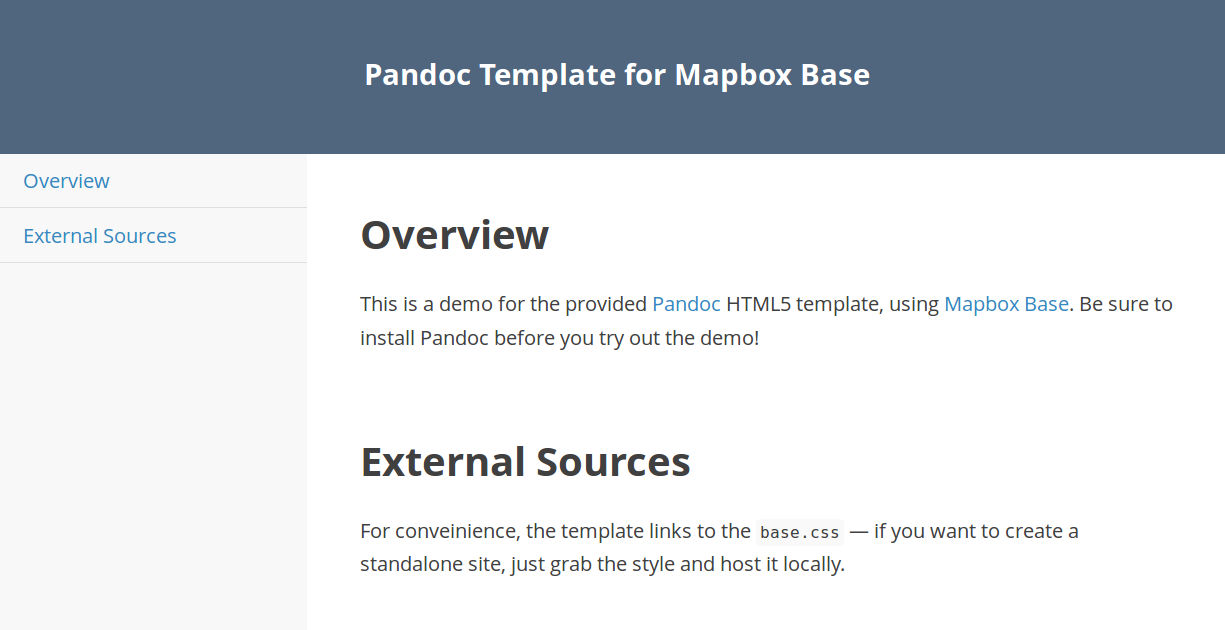 Pandoc Template for Mapbox Base
Overview
External Sources
Overview
This is a demo for the provided Pandoc HTML5 template, using Mapbox Base. Be sure to
install Pandoc before you try out the demo!
External Sources
For conveinience, the template links to the base.css — if you want to create a
standalone site, just grab the style and host it locally.